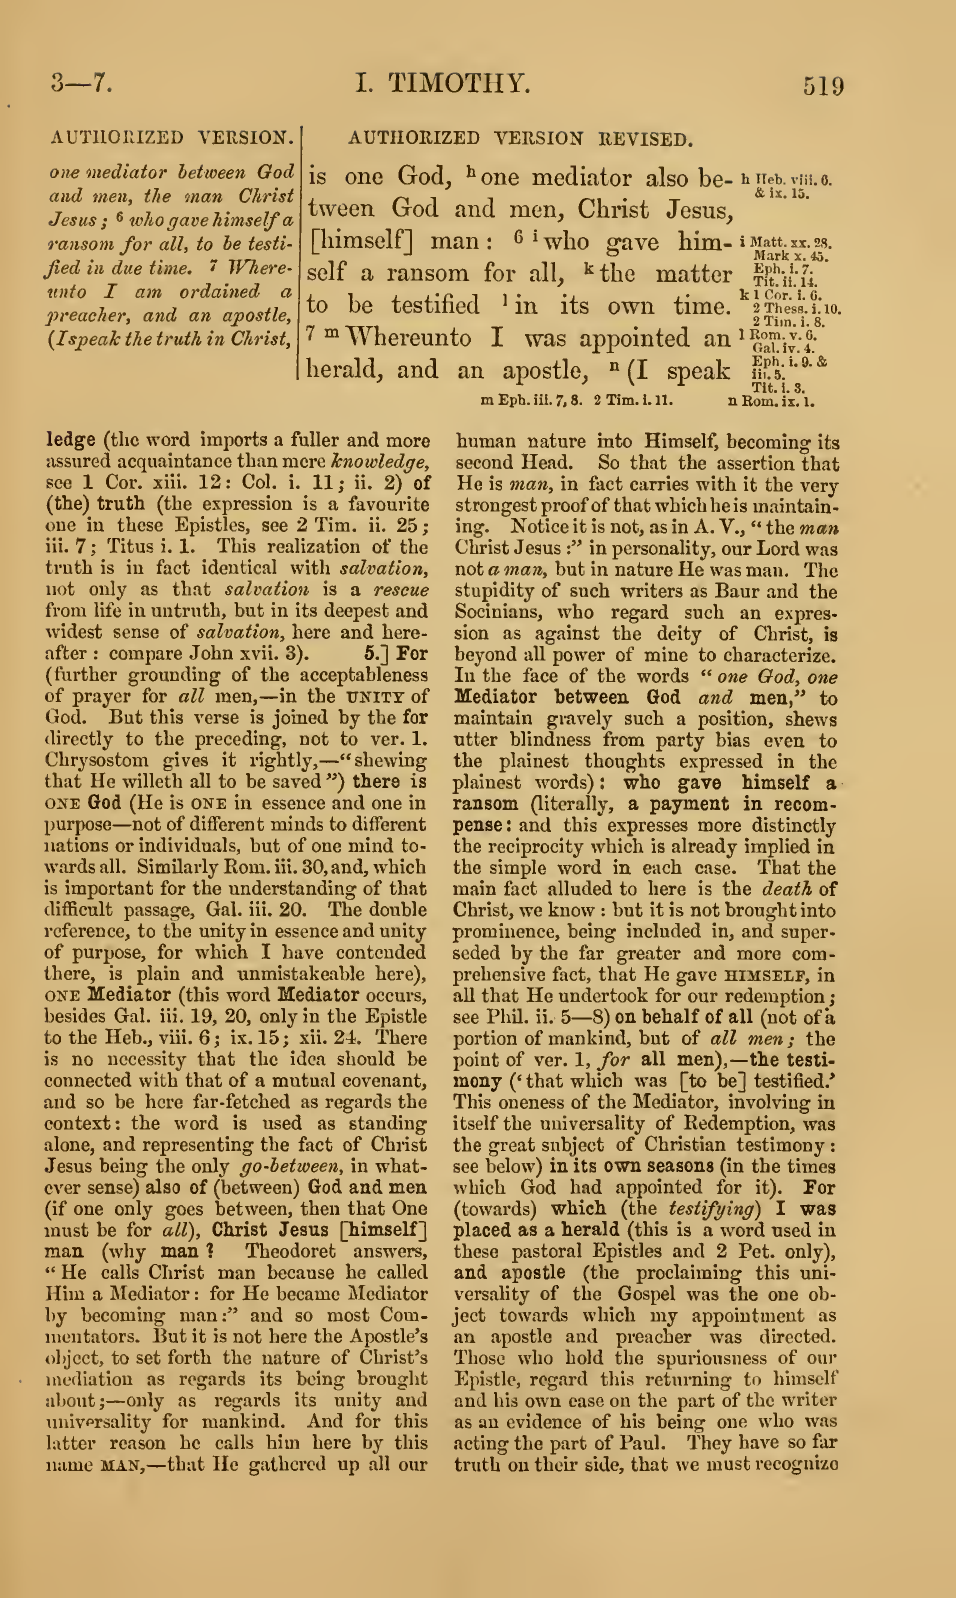 3—7.
I. TIMOTHY.
519
AUTHORIZED VERSION.
one mediator between God
and men, the man Christ
Jesus; 6 who gave himself a
ransom for all, to be testi-
fied in due time. 7 Where-
unto I am ordained a
preacher, and an apostle,
(I speak the truth in Christ,
AUTHORIZED VERSION REVISED.
is one God, h one mediator also be-
tween God and men, Christ Jesus,
[himself] man: 6 i who gave him-
self a ransom for all, k the matter
to be testified l in its own time.
7 m Whereunto I was appointed an
herald, and an apostle, n (I speak
h Heb. viii. 6.
& ix. 15.
i Matt. xx. 28.
Mark x. 45.
Eph. i. 7.
Tit. ii. 14.
k 1 Cor. i. 6.
2 Thess. i. 10.
2 Tim. i. 8.
l Rom. v. 6.
Gal. iv. 4.
Eph. i. 9. &
iii. 5.
Tit. i. 3.
m Eph. iii. 7, 8. 2 Tim. i. 11.
n Rom. ix. 1.
ledge (the word imports a fuller and more
assured acquaintance than mere knowledge,
see 1 Cor. xiii. 12: Col. i. 11; ii. 2) of
(the) truth (the expression is a favourite
one in these Epistles, see 2 Tim. ii. 25;
iii. 7; Titus i. 1. This realization of the
truth is in fact identical with salvation,
not only as that salvation is a rescue
from life in untruth, but in its deepest and
widest sense of salvation, here and here-
after: compare John xvii. 3). 5.] For
(further grounding of the acceptableness
of prayer for all men,—in the UNITY of
God. But this verse is joined by the for
directly to the preceding, not to ver. 1.
Chrysostom gives it rightly,—“shewing
that He willeth all to be saved”) there is
ONE God (He is ONE in essence and one in
purpose—not of different minds to different
nations or individuals, but of one mind to-
wards all. Similarly Rom. iii. 30, and, which
is important for the understanding of that
difficult passage, Gal. iii. 20. The double
reference, to the unity in essence and unity
of purpose, for which I have contended
there, is plain and unmistakeable here),
ONE Mediator (this word Mediator occurs,
besides Gal. iii. 19, 20, only in the Epistle
to the Heb., viii. 6; ix. 15; xii. 24. There
is no necessity that the idea should be
connected with that of a mutual covenant,
and so be here far-fetched as regards the
context: the word is used as standing
alone, and representing the fact of Christ
Jesus being the only go-between, in what-
ever sense) also of (between) God and men
(if one only goes between, then that One
must be for all), Christ Jesus [himself]
man (why man? Theodoret answers,
“He calls Christ man because he called
Him a Mediator: for He became Mediator
by becoming man:” and so most Com-
mentators. But it is not here the Apostle's
object, to set forth the nature of Christ's
mediation as regards its being brought
about;—only as regards its unity and
universality for mankind. And for this
latter reason he calls him here by this
name MAN,—that He gathered up all our
human nature into Himself, becoming its
second Head. So that the assertion that
He is man, in fact carries with it the very
strongest proof of that which he is maintain-
ing. Notice it is not, as in A. V., “the man
Christ Jesus:” in personality, our Lord was
not a man, but in nature He was man. The
stupidity of such writers as Baur and the
Socinians, who regard such an expres-
sion as against the deity of Christ, is
beyond all power of mine to characterize.
In the face of the words “one God, one
Mediator between God and men,” to
maintain gravely such a position, shews
utter blindness from party bias even to
the plainest thoughts expressed in the
plainest words): who gave himself a
ransom (literally, a payment in recom-
pense: and this expresses more distinctly
the reciprocity which is already implied in
the simple word in each case. That the
main fact alluded to here is the death of
Christ, we know: but it is not brought into
prominence, being included in, and super-
seded by the far greater and more com-
prehensive fact, that He gave HIMSELF, in
all that He undertook for our redemption;
see Phil. ii. 5—8) on behalf of all (not of a
portion of mankind, but of all men; the
point of ver. 1, for all men),—the testi-
mony (‘that which was [to be] testified.’
This oneness of the Mediator, involving in
itself the universality of Redemption, was
the great subject of Christian testimony:
see below) in its own seasons (in the times
which God had appointed for it). For
(towards) which (the testifying) I was
placed as a herald (this is a word used in
these pastoral Epistles and 2 Pet. only),
and apostle (the proclaiming this uni-
versality of the Gospel was the one ob-
ject towards which my appointment as
an apostle and preacher was directed.
Those who hold the spuriousness of our
Epistle, regard this returning to himself
and his own case on the part of the writer
as an evidence of his being one who was
acting the part of Paul. They have so far
truth on their side, that we must recognize